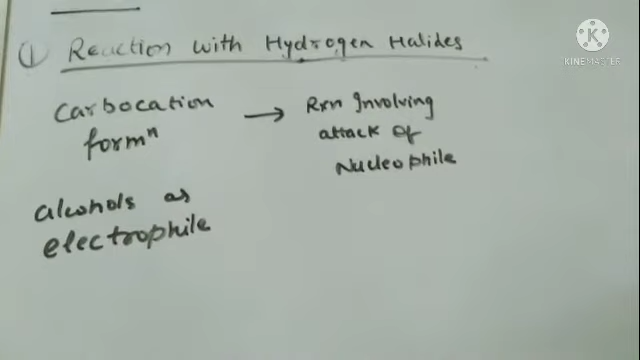 ① Reaction with Hydrogen Halides
Carbocation
formⁿ
→ Rxn Involving
attack of
Nucleophile
alcohols as
electrophile
K
KINEMASTER